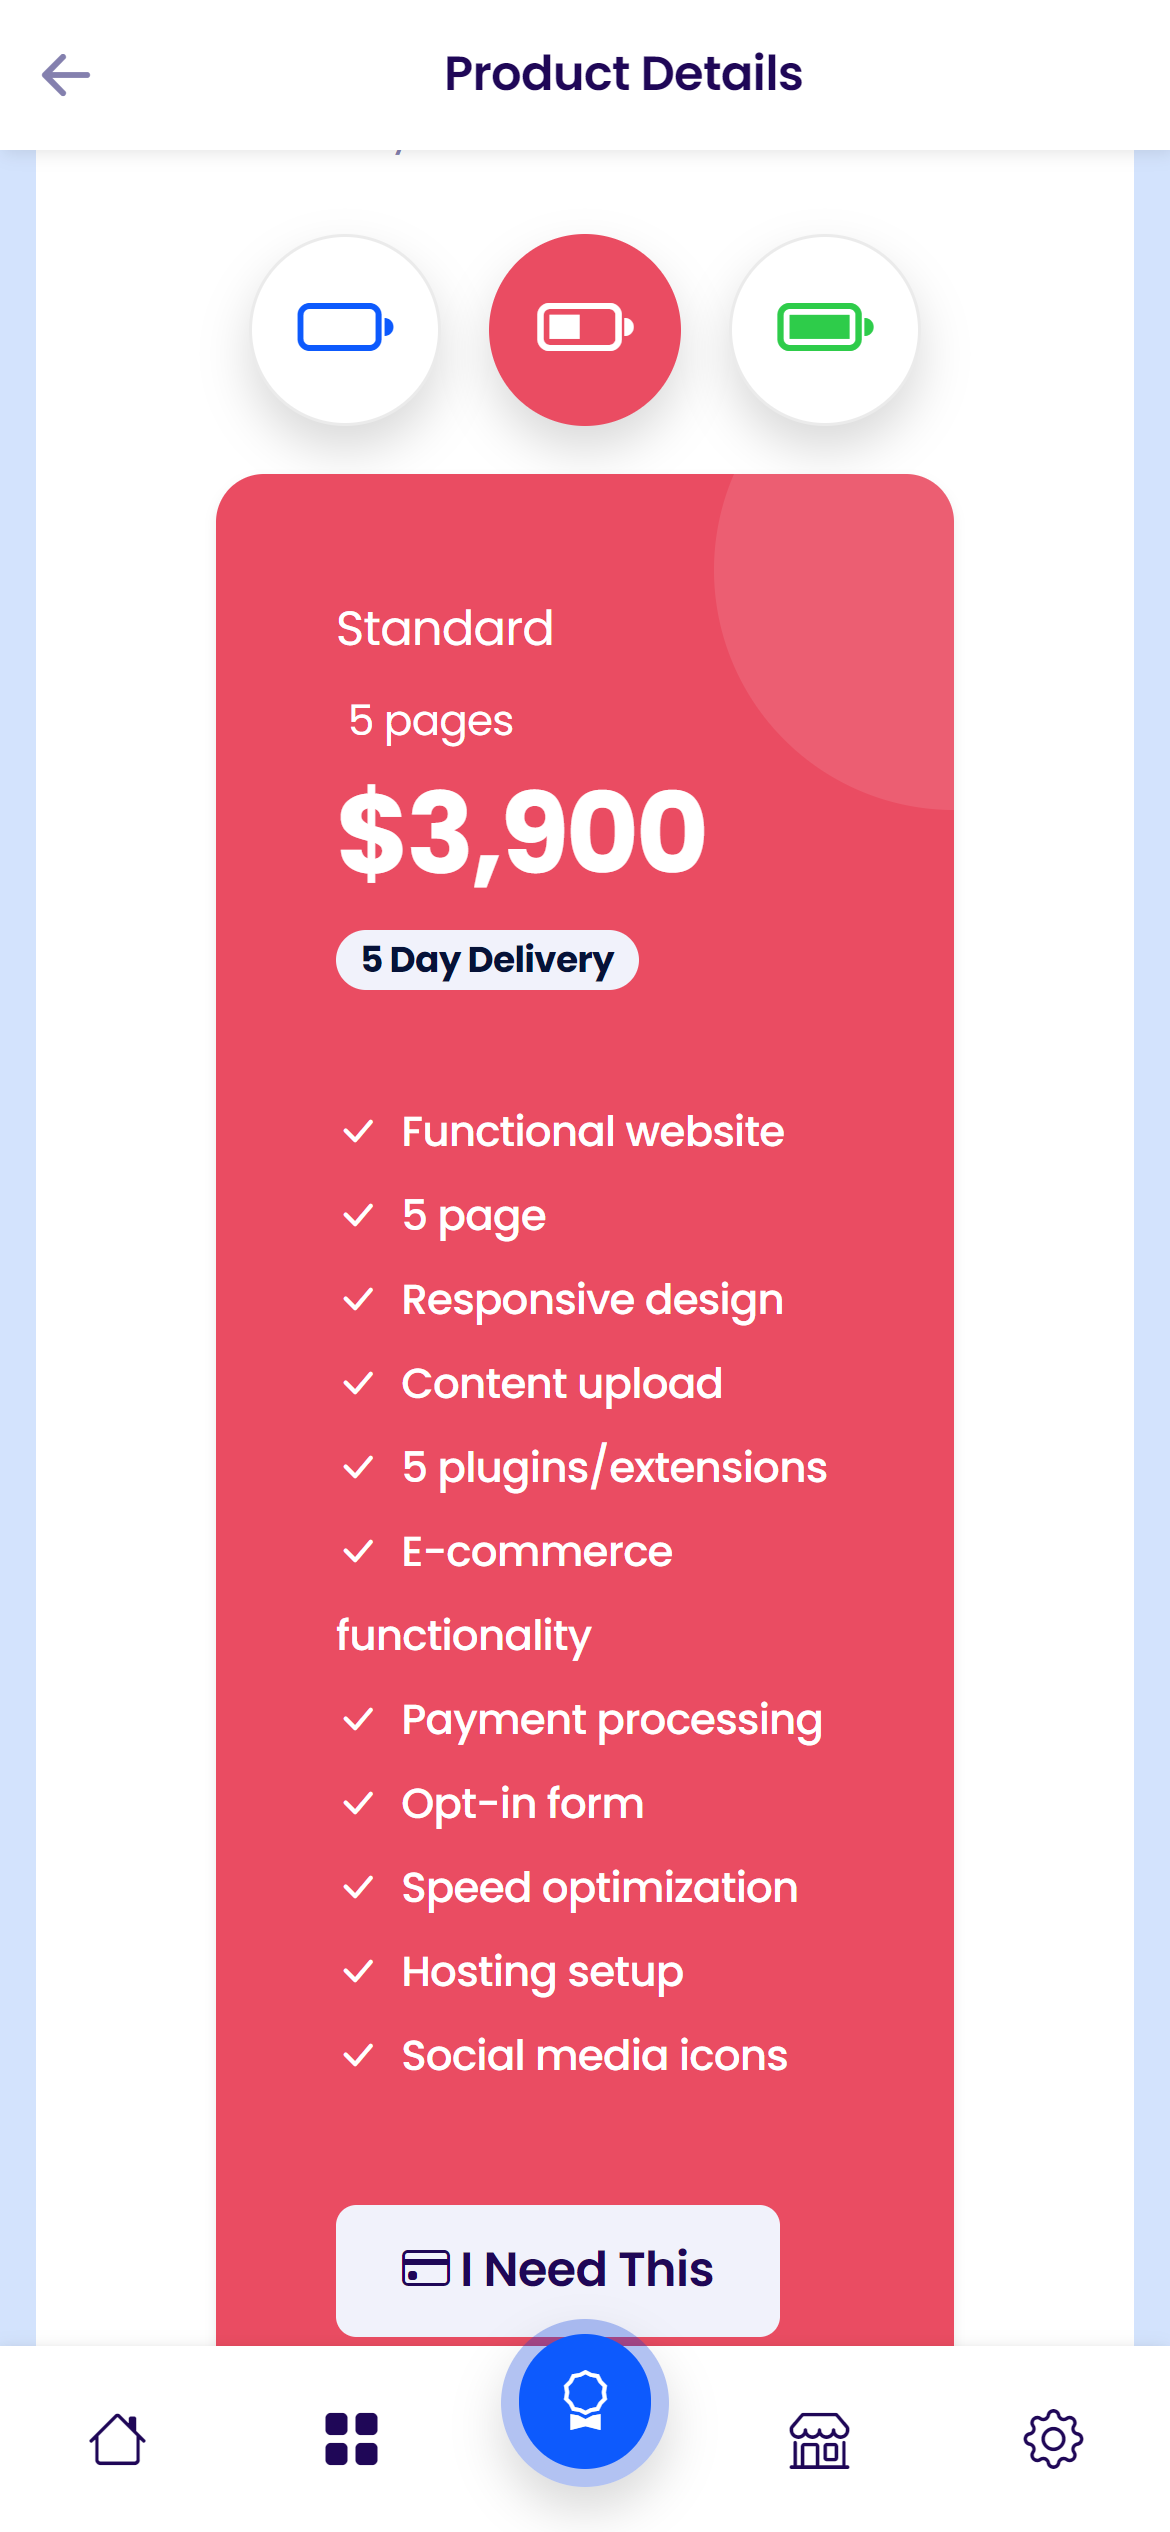 Product Details
Standard
5 pages
$3,900
5 Day Delivery
Functional website
5 page
Responsive design
Content upload
5 plugins/extensions
E-commerce
functionality
Payment processing
Opt-in form
Speed optimization
Hosting setup
Social media icons
I Need This